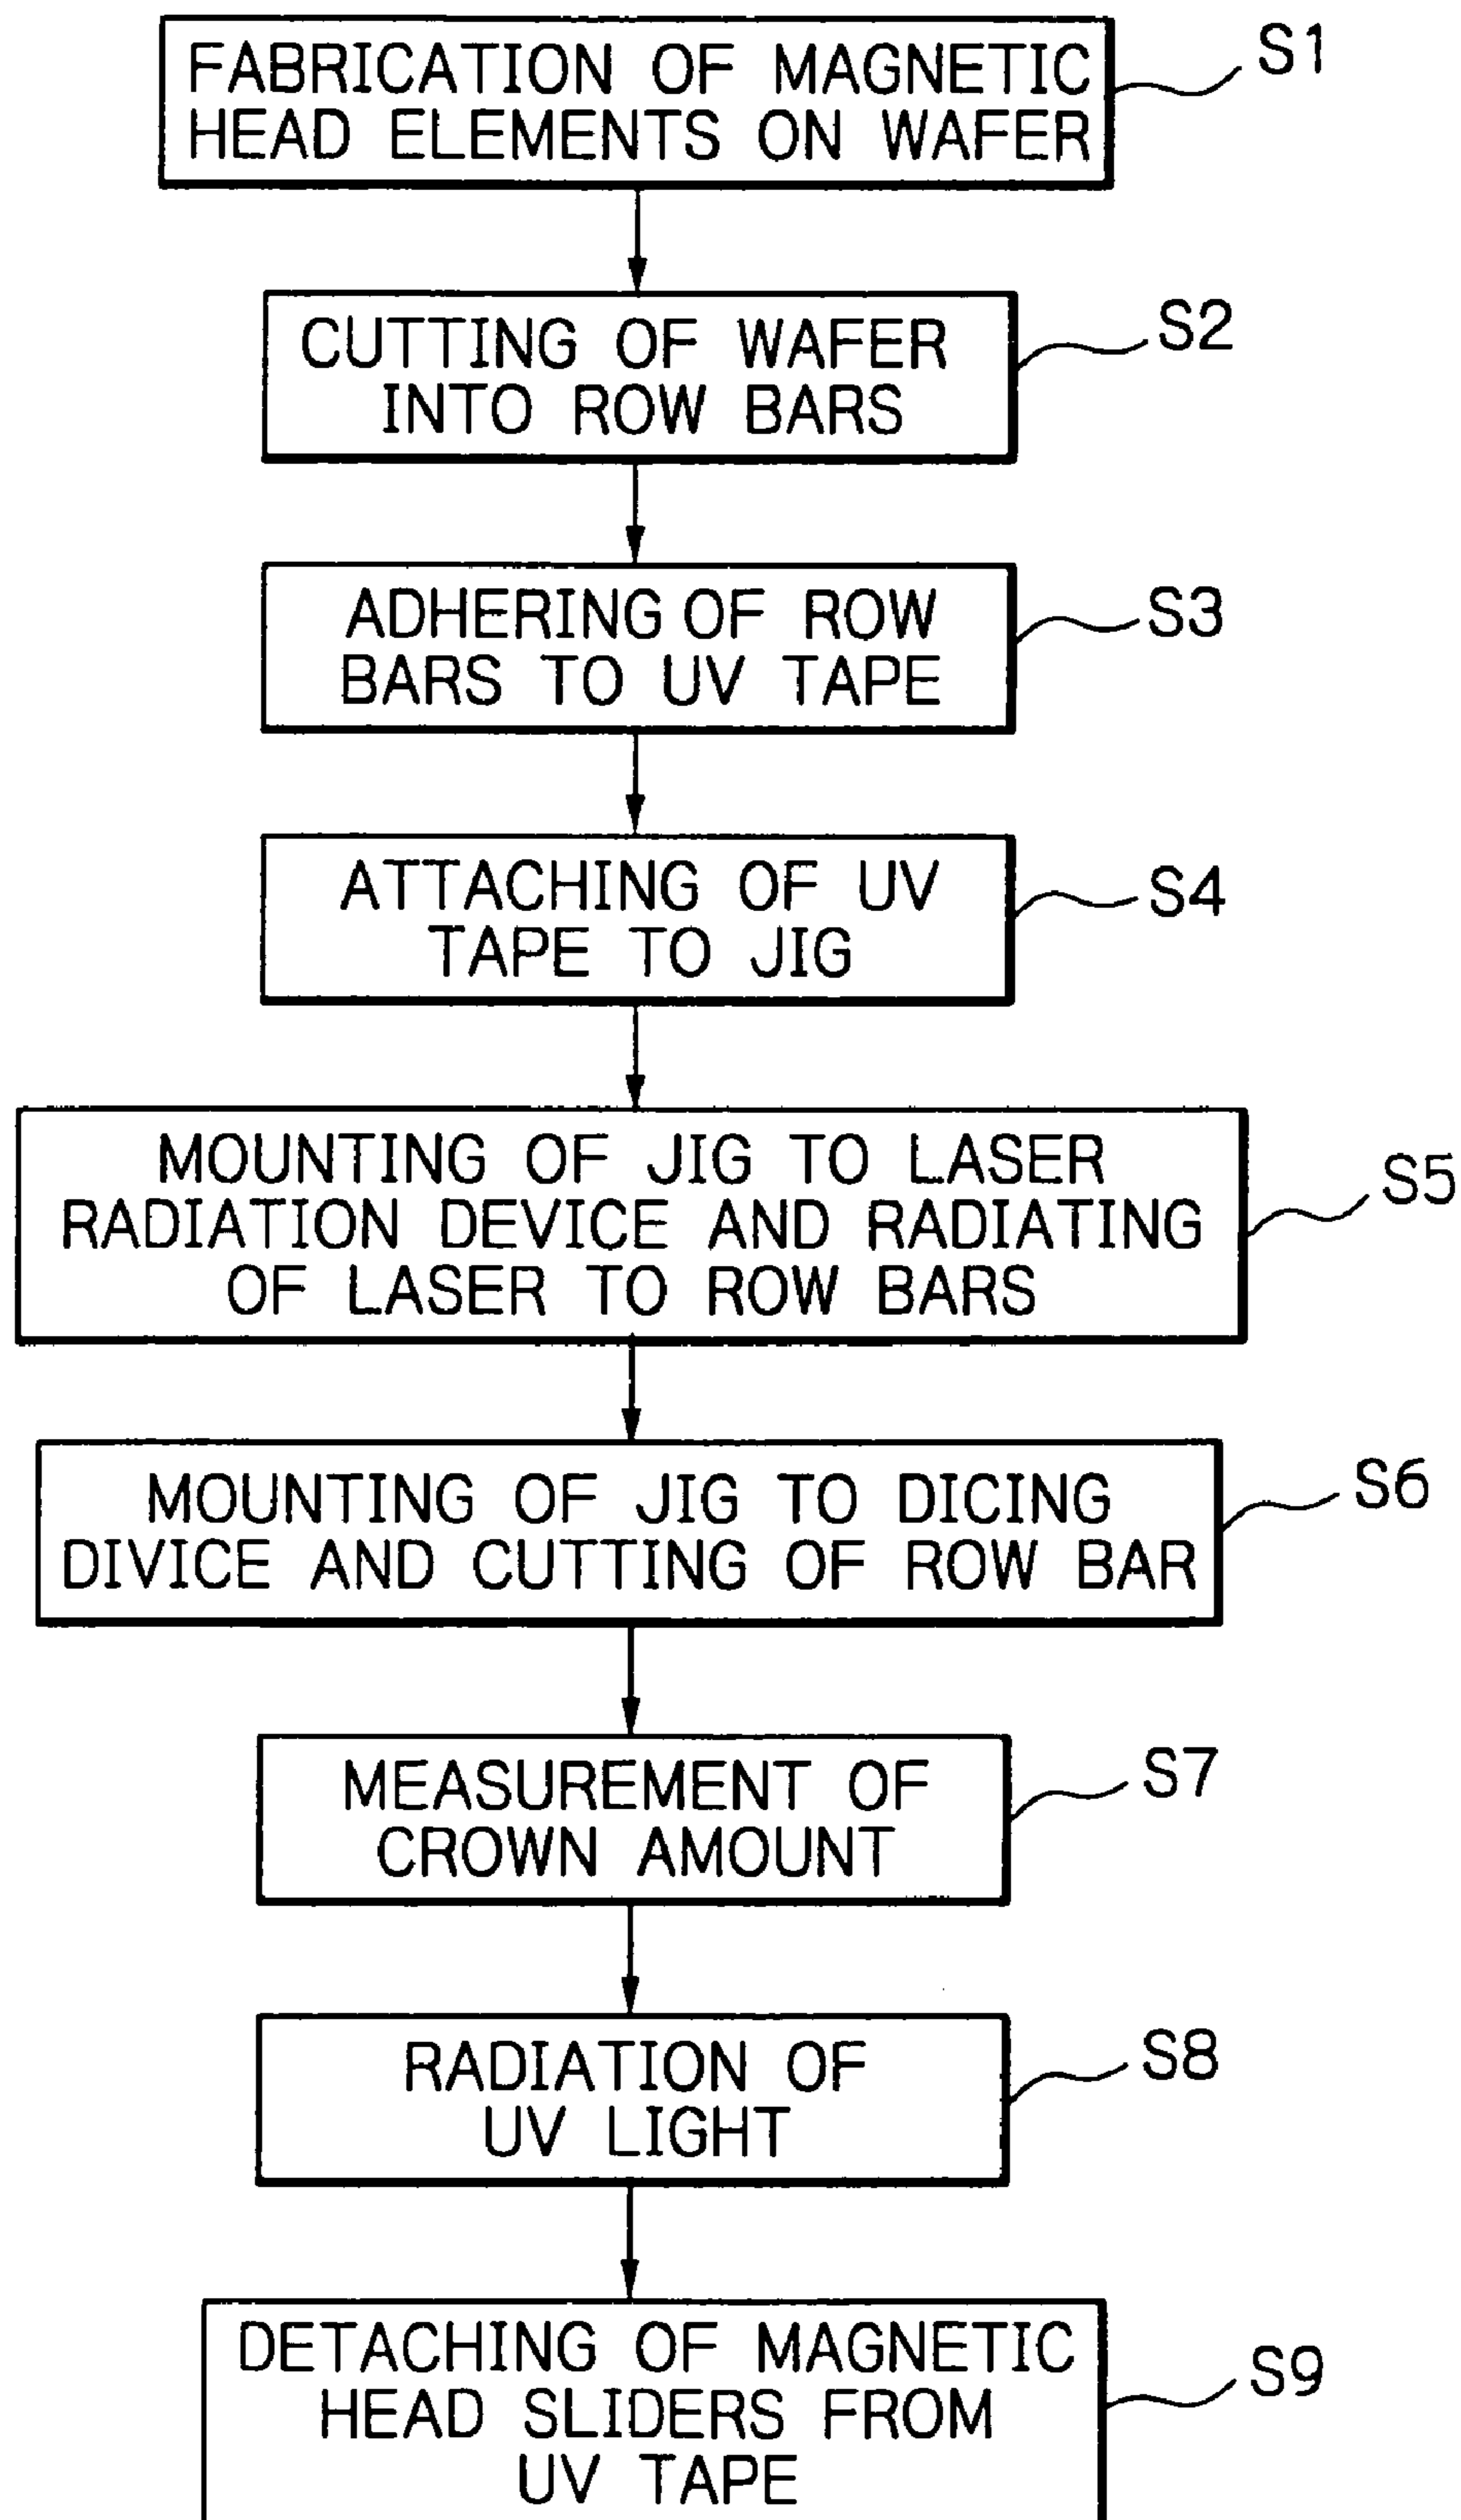 FABRICATION OF MAGNETIC
HEAD ELEMENTS ON WAFER
S1
CUTTING OF WAFER
INTO ROW BARS
S2
ADHERING OF ROW
BARS TO UV TAPE
S3
ATTACHING OF UV
TAPE TO JIG
S4
MOUNTING OF JIG TO LASER
RADIATION DEVICE AND RADIATING
OF LASER TO ROW BARS
S5
MOUNTING OF JIG TO DICING
DIVICE AND CUTTING OF ROW BAR
S6
MEASUREMENT OF
CROWN AMOUNT
S7
RADIATION OF
UV LIGHT
S8
DETACHING OF MAGNETIC
HEAD SLIDERS FROM
UV TAPE
S9